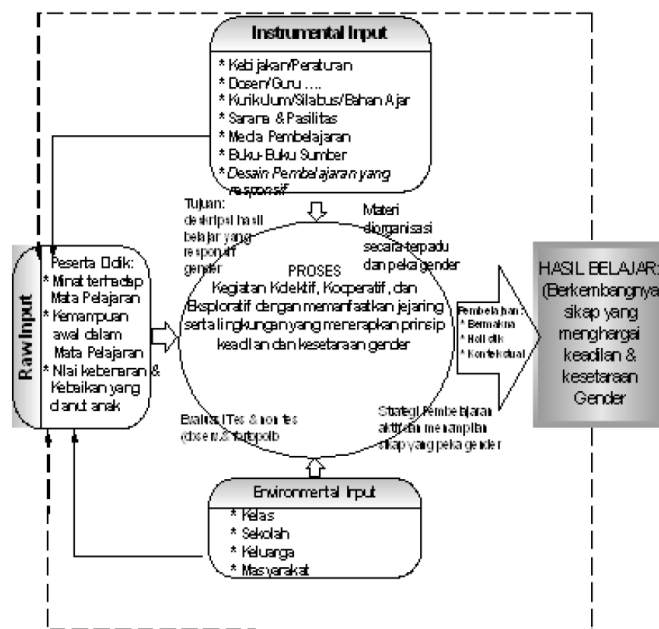 Instrumental Input
* Kebijakan/Peraturan
* Dosen/Guru ....
* Kurikulum/Silabus/Bahan Ajar
* Sarana & Pasilitas
* Media Pembelajaran
* Buku-Buku Sumber
* Desain Pembelajaran yang
responsif
Tujuan:
deskripsi hasil
belajar yang
responsif
gender
Materi
diorganisasi
secara terpadu
dan peka gender
Raw Input
Peserta Didik:
* Minat terhadap
Mata Pelajaran
* Kemampuan
awal dalam
Mata Pelajaran
* Nilai kebenaran &
Kebaikan yang
dianut anak
PROSES
Kegiatan Kolektif, Kooperatif, dan
Eksploratif dengan memanfaatkan jejaring
serta lingkungan yang menerapkan prinsip
keadilan dan kesetaraan gender
Pembelajaran:
* Bermakna
* Holistik
* Kontekstual
HASIL BELAJAR:
(Berkembangnya
sikap yang
menghargai
keadilan &
kesetaraan
Gender
Evaluasi Tes & non tes
Strategi Pembelajaran
aktif dan menampilan
sikap yang peka gender
Environmental Input
* Kelas
* Sekolah
* Keluarga
* Masyarakat